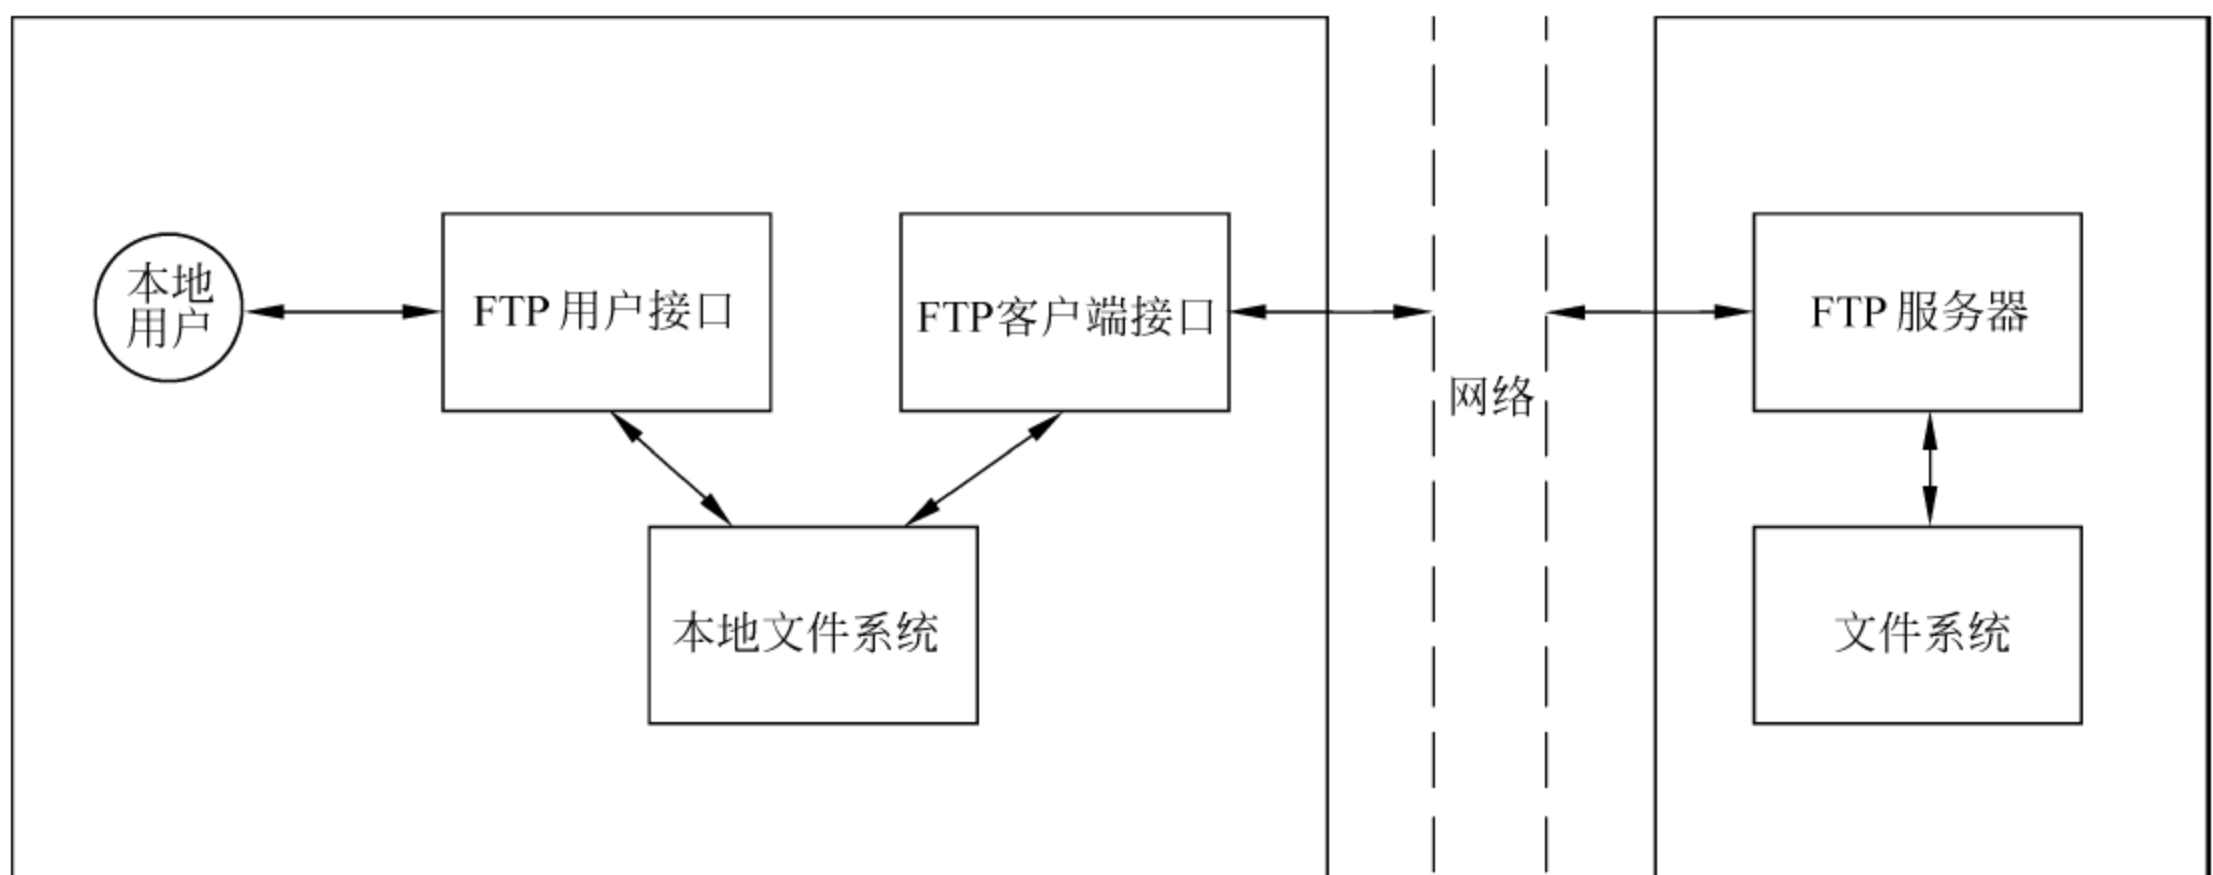 本地
用户
FTP 用户接口
FTP客户端接口
网络
FTP 服务器
本地文件系统
文件系统